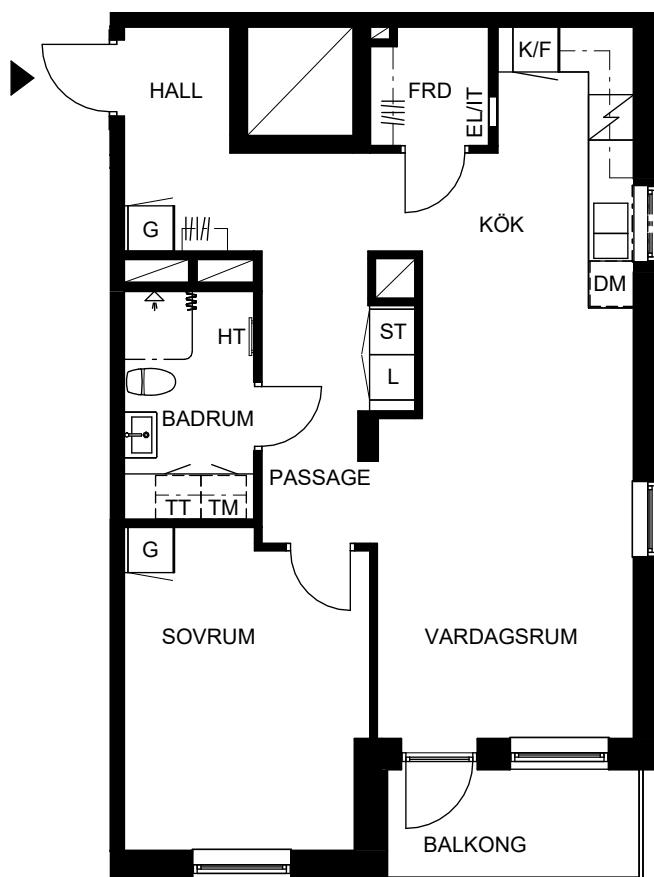 K/F
HALL
FRD
EL/IT
G
KÖK
DM
HT
ST
L
BADRUM
PASSAGE
TT
TM
G
SOVRUM
VARDAGSRUM
BALKONG